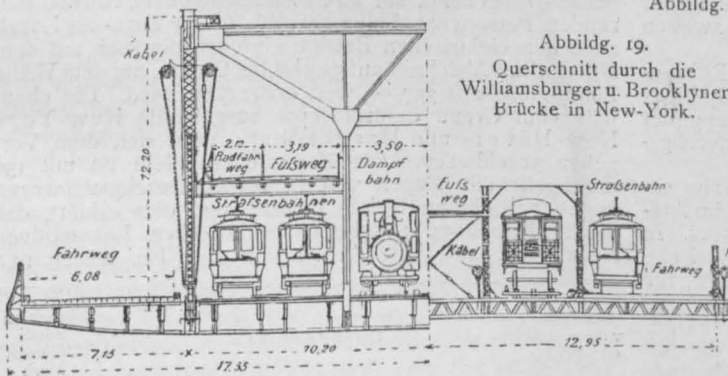 Abbildg.
Abbildg. 19.
Querschnitt durch die
Williamsburger u. Brooklyner
Brücke in New-York.
Kabel
72,20
2 m
Radfahr
weg
3,19
Fußweg
3,50
Dampf
bahn
Straßenbahnen
Fuß
weg
Straßenbahn
Kabel
Fahrweg
6,08
Fahrweg
7,15
10,20
12,95
17,35